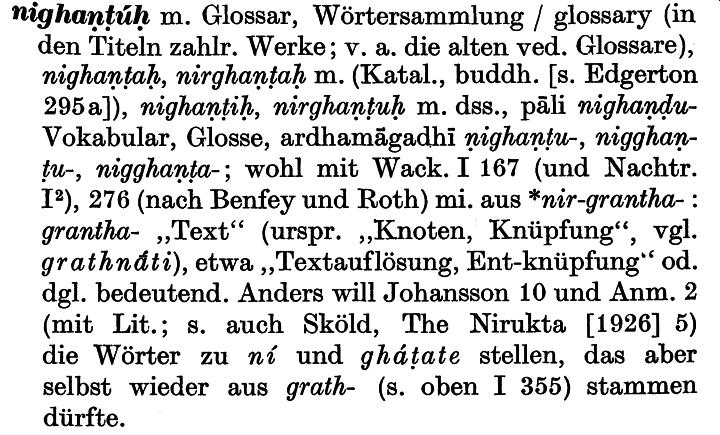 nighaṇṭúḥ m. Glossar, Wörtersammlung / glossary (in
den Titeln zahlr. Werke; v. a. die alten ved. Glossare),
nighaṇṭaḥ, nirghaṇṭaḥ m. (Katal., buddh. [s. Edgerton
295a]), nighaṇṭiḥ, nirghaṇṭuḥ m. dss., pāli nighaṇḍu-
Vokabular, Glosse, ardhamāgadhī ṇighaṇṭu-, ṇigghaṇ-
ṭu-, ṇigghaṇṭa-; wohl mit Wack. I 167 (und Nachtr.
I²), 276 (nach Benfey und Roth) mi. aus *nir-grantha- :
grantha- „Text“ (urspr. „Knoten, Knüpfung“, vgl.
grathnā́ti), etwa „Textauflösung, Ent-knüpfung“ od.
dgl. bedeutend. Anders will Johansson 10 und Anm. 2
(mit Lit.; s. auch Sköld, The Nirukta [1926] 5)
die Wörter zu ní und gháṭate stellen, das aber
selbst wieder aus grath- (s. oben I 355) stammen
dürfte.